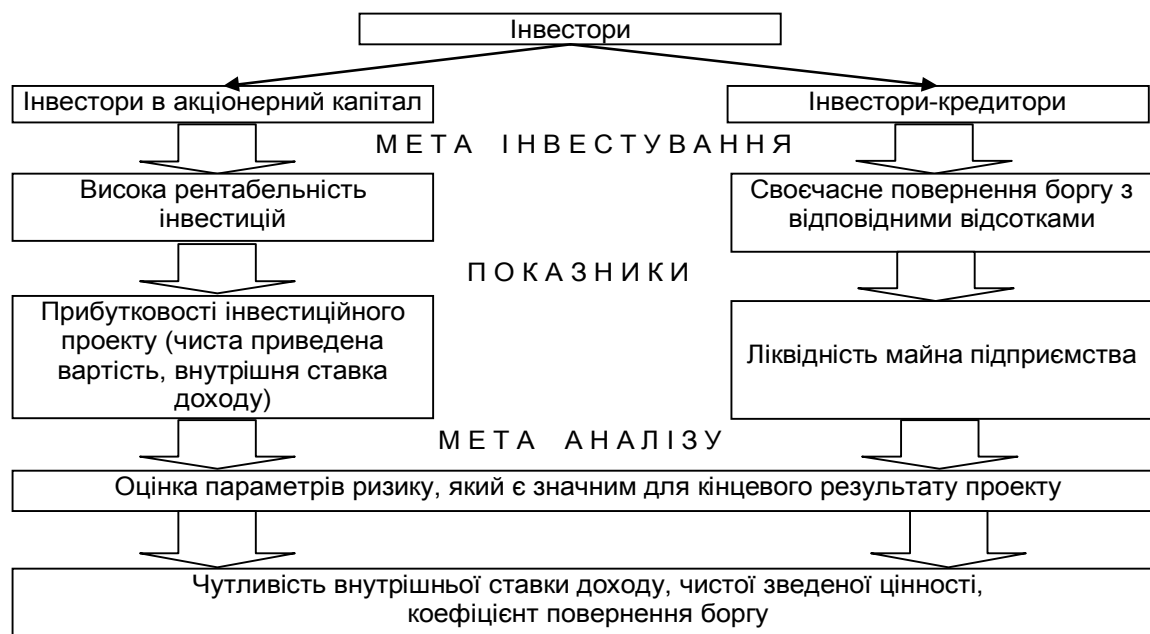 Інвестори
Інвестори в акціонерний капітал
Інвестори-кредитори
МЕТА ІНВЕСТУВАННЯ
Висока рентабельність
інвестицій
Своєчасне повернення боргу з
відповідними відсотками
ПОКАЗНИКИ
Прибутковості інвестиційного
проекту (чиста приведена
вартість, внутрішня ставка
доходу)
Ліквідність майна підприємства
МЕТА АНАЛІЗУ
Оцінка параметрів ризику, який є значним для кінцевого результату проекту
Чутливість внутрішньої ставки доходу, чистої зведеної цінності,
коефіцієнт повернення боргу